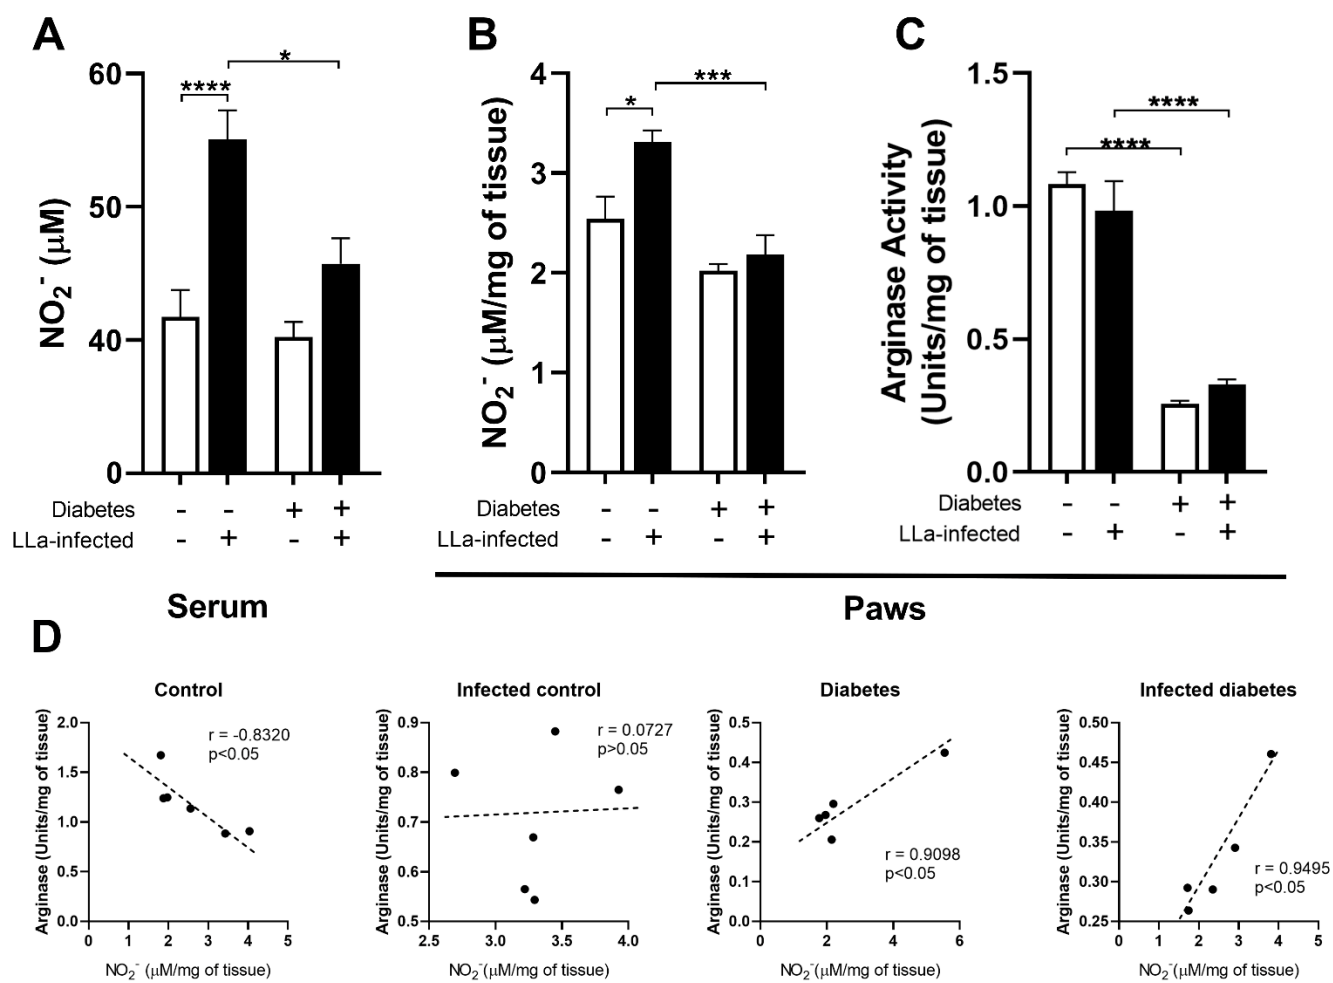 A
NO₂⁻ (μM)
60
50
40
0
****
*
Diabetes - - + +
LLa-infected - + - +
Serum
B
NO₂⁻ (μM/mg of tissue)
4
3
2
1
0
*
***
Diabetes - - + +
LLa-infected - + - +
C
Arginase Activity
(Units/mg of tissue)
1.5
1.0
0.5
0.0
****
****
Diabetes - - + +
LLa-infected - + - +
Paws
D
Control
Arginase (Units/mg of tissue)
2.0
1.5
1.0
0.5
0.0
r = -0.8320
p<0.05
0 1 2 3 4 5
NO₂⁻ (μM/mg of tissue)
Infected control
Arginase (Units/mg of tissue)
0.9
0.8
0.7
0.6
0.5
r = 0.0727
p>0.05
2.5 3.0 3.5 4.0
NO₂⁻(μM/mg of tissue)
Diabetes
Arginase (Units/mg of tissue)
0.5
0.4
0.3
0.2
0.1
0.0
r = 0.9098
p<0.05
0 2 4 6
NO₂⁻ (μM/mg of tissue)
Infected diabetes
Arginase (Units/mg of tissue)
0.50
0.45
0.40
0.35
0.30
0.25
r = 0.9495
p<0.05
0 1 2 3 4 5
NO₂⁻(μM/mg of tissue)